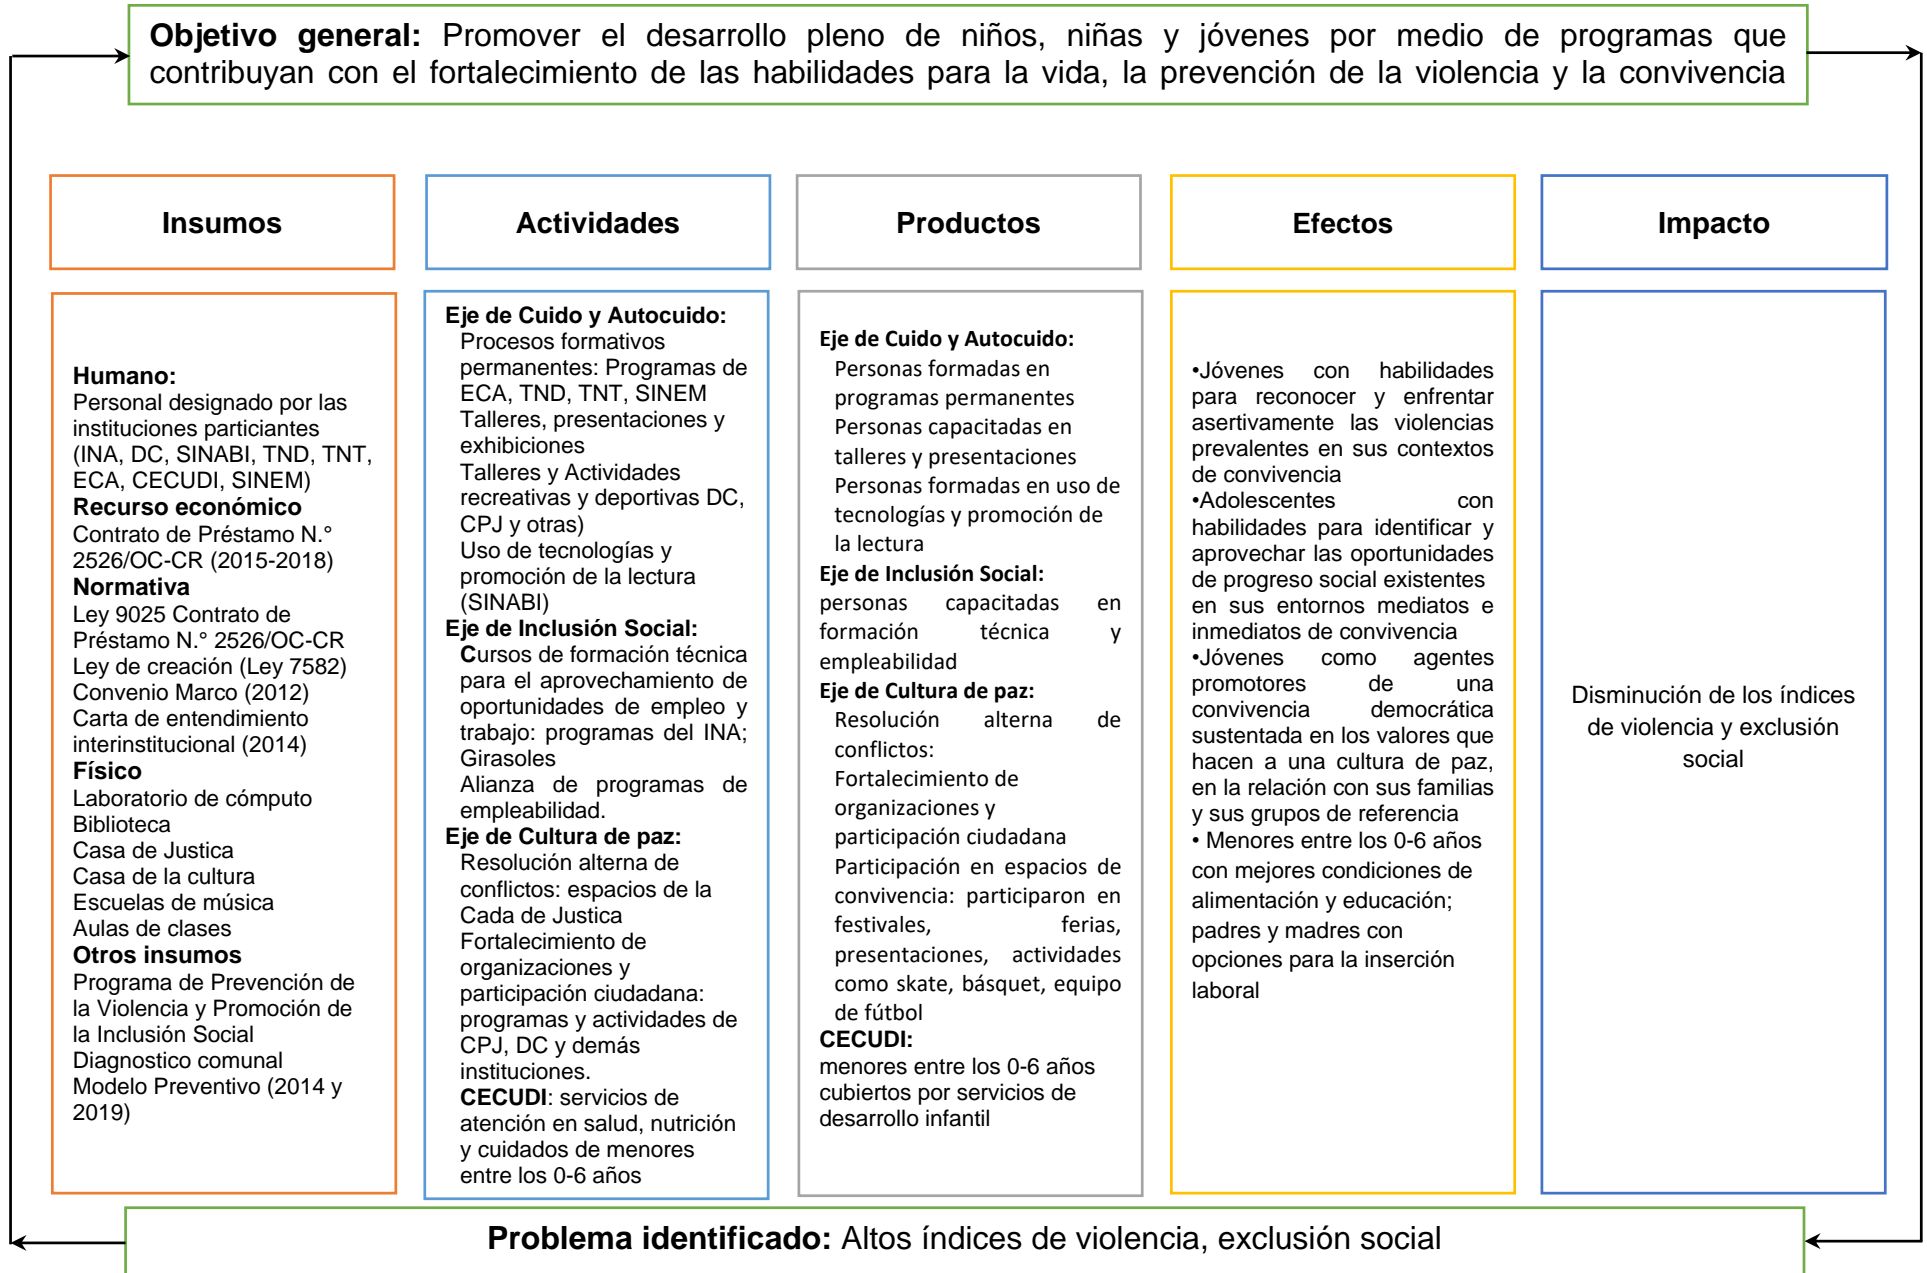 Objetivo general: Promover el desarrollo pleno de niños, niñas y jóvenes por medio de programas que
contribuyan con el fortalecimiento de las habilidades para la vida, la prevención de la violencia y la convivencia
Insumos
Actividades
Productos
Efectos
Impacto
Humano:
Personal designado por las
instituciones particiantes
(INA, DC, SINABI, TND, TNT,
ECA, CECUDI, SINEM)
Recurso económico
Contrato de Préstamo N.°
2526/OC-CR (2015-2018)
Normativa
Ley 9025 Contrato de
Préstamo N.° 2526/OC-CR
Ley de creación (Ley 7582)
Convenio Marco (2012)
Carta de entendimiento
interinstitucional (2014)
Físico
Laboratorio de cómputo
Biblioteca
Casa de Justica
Casa de la cultura
Escuelas de música
Aulas de clases
Otros insumos
Programa de Prevención de
la Violencia y Promoción de
la Inclusión Social
Diagnostico comunal
Modelo Preventivo (2014 y
2019)
Eje de Cuido y Autocuido:
Procesos formativos
permanentes: Programas de
ECA, TND, TNT, SINEM
Talleres, presentaciones y
exhibiciones
Talleres y Actividades
recreativas y deportivas DC,
CPJ y otras)
Uso de tecnologías y
promoción de la lectura
(SINABI)
Eje de Inclusión Social:
Cursos de formación técnica
para el aprovechamiento de
oportunidades de empleo y
trabajo: programas del INA;
Girasoles
Alianza de programas de
empleabilidad.
Eje de Cultura de paz:
Resolución alterna de
conflictos: espacios de la
Cada de Justica
Fortalecimiento de
organizaciones y
participación ciudadana:
programas y actividades de
CPJ, DC y demás
instituciones.
CECUDI: servicios de
atención en salud, nutrición
y cuidados de menores
entre los 0-6 años
Eje de Cuido y Autocuido:
Personas formadas en
programas permanentes
Personas capacitadas en
talleres y presentaciones
Personas formadas en uso de
tecnologías y promoción de
la lectura
Eje de Inclusión Social:
personas capacitadas en
formación técnica y
empleabilidad
Eje de Cultura de paz:
Resolución alterna de
conflictos:
Fortalecimiento de
organizaciones y
participación ciudadana
Participación en espacios de
convivencia: participaron en
festivales, ferias,
presentaciones, actividades
como skate, básquet, equipo
de fútbol
CECUDI:
menores entre los 0-6 años
cubiertos por servicios de
desarrollo infantil
•Jóvenes con habilidades
para reconocer y enfrentar
asertivamente las violencias
prevalentes en sus contextos
de convivencia
•Adolescentes con
habilidades para identificar y
aprovechar las oportunidades
de progreso social existentes
en sus entornos mediatos e
inmediatos de convivencia
•Jóvenes como agentes
promotores de una
convivencia democrática
sustentada en los valores que
hacen a una cultura de paz,
en la relación con sus familias
y sus grupos de referencia
• Menores entre los 0-6 años
con mejores condiciones de
alimentación y educación;
padres y madres con
opciones para la inserción
laboral
Disminución de los índices
de violencia y exclusión
social
Problema identificado: Altos índices de violencia, exclusión social